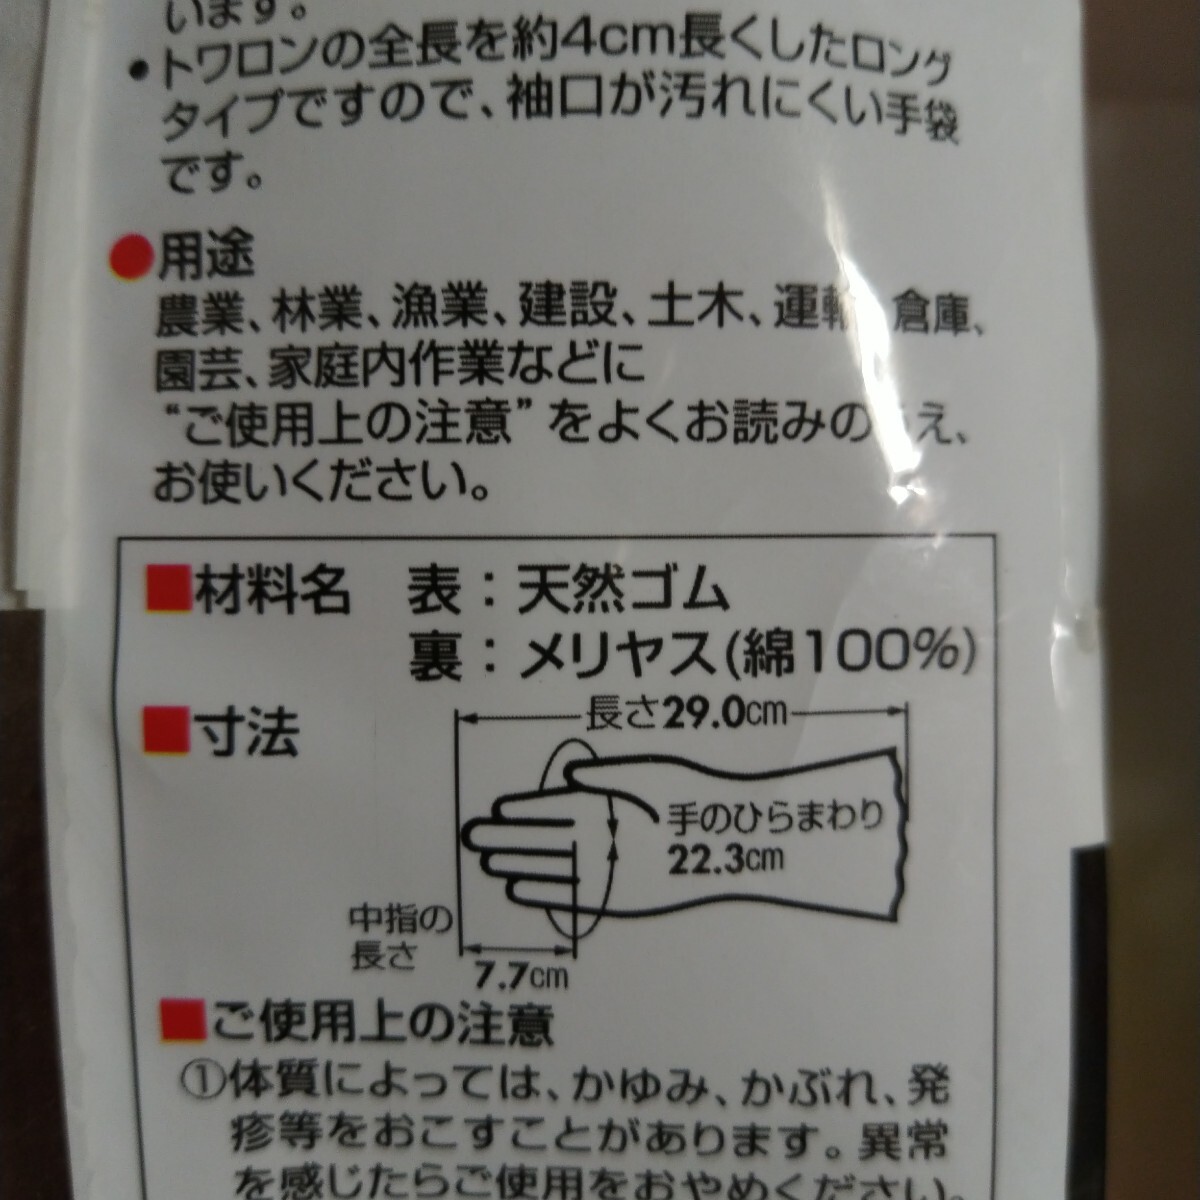 います。
•トワロンの全長を約4cm長くしたロング
タイプですので、袖口が汚れにくい手袋
です。
●用途
農業、林業、漁業、建設、土木、運輸、倉庫、
園芸、家庭内作業などに
“ご使用上の注意”をよくお読みのうえ、
お使いください。
■材料名 表：天然ゴム
裏：メリヤス(綿100%)
■寸法
長さ29.0cm
手のひらまわり
22.3cm
中指の
長さ
7.7cm
■ご使用上の注意
①体質によっては、かゆみ、かぶれ、発
疹等をおこすことがあります。異常
を感じたらご使用をおやめください。